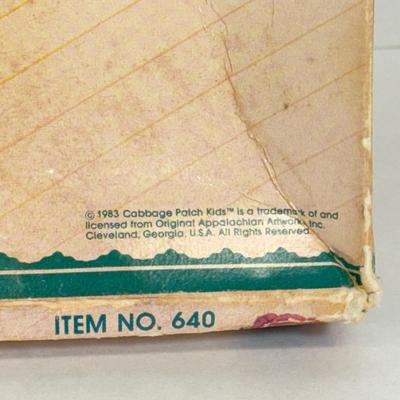 © 1983 Cabbage Patch Kids™ is a trademark of and
licensed from Original Appalachian Artworks, Inc.
Cleveland, Georgia, U.S.A. All Rights Reserved.
ITEM NO. 640